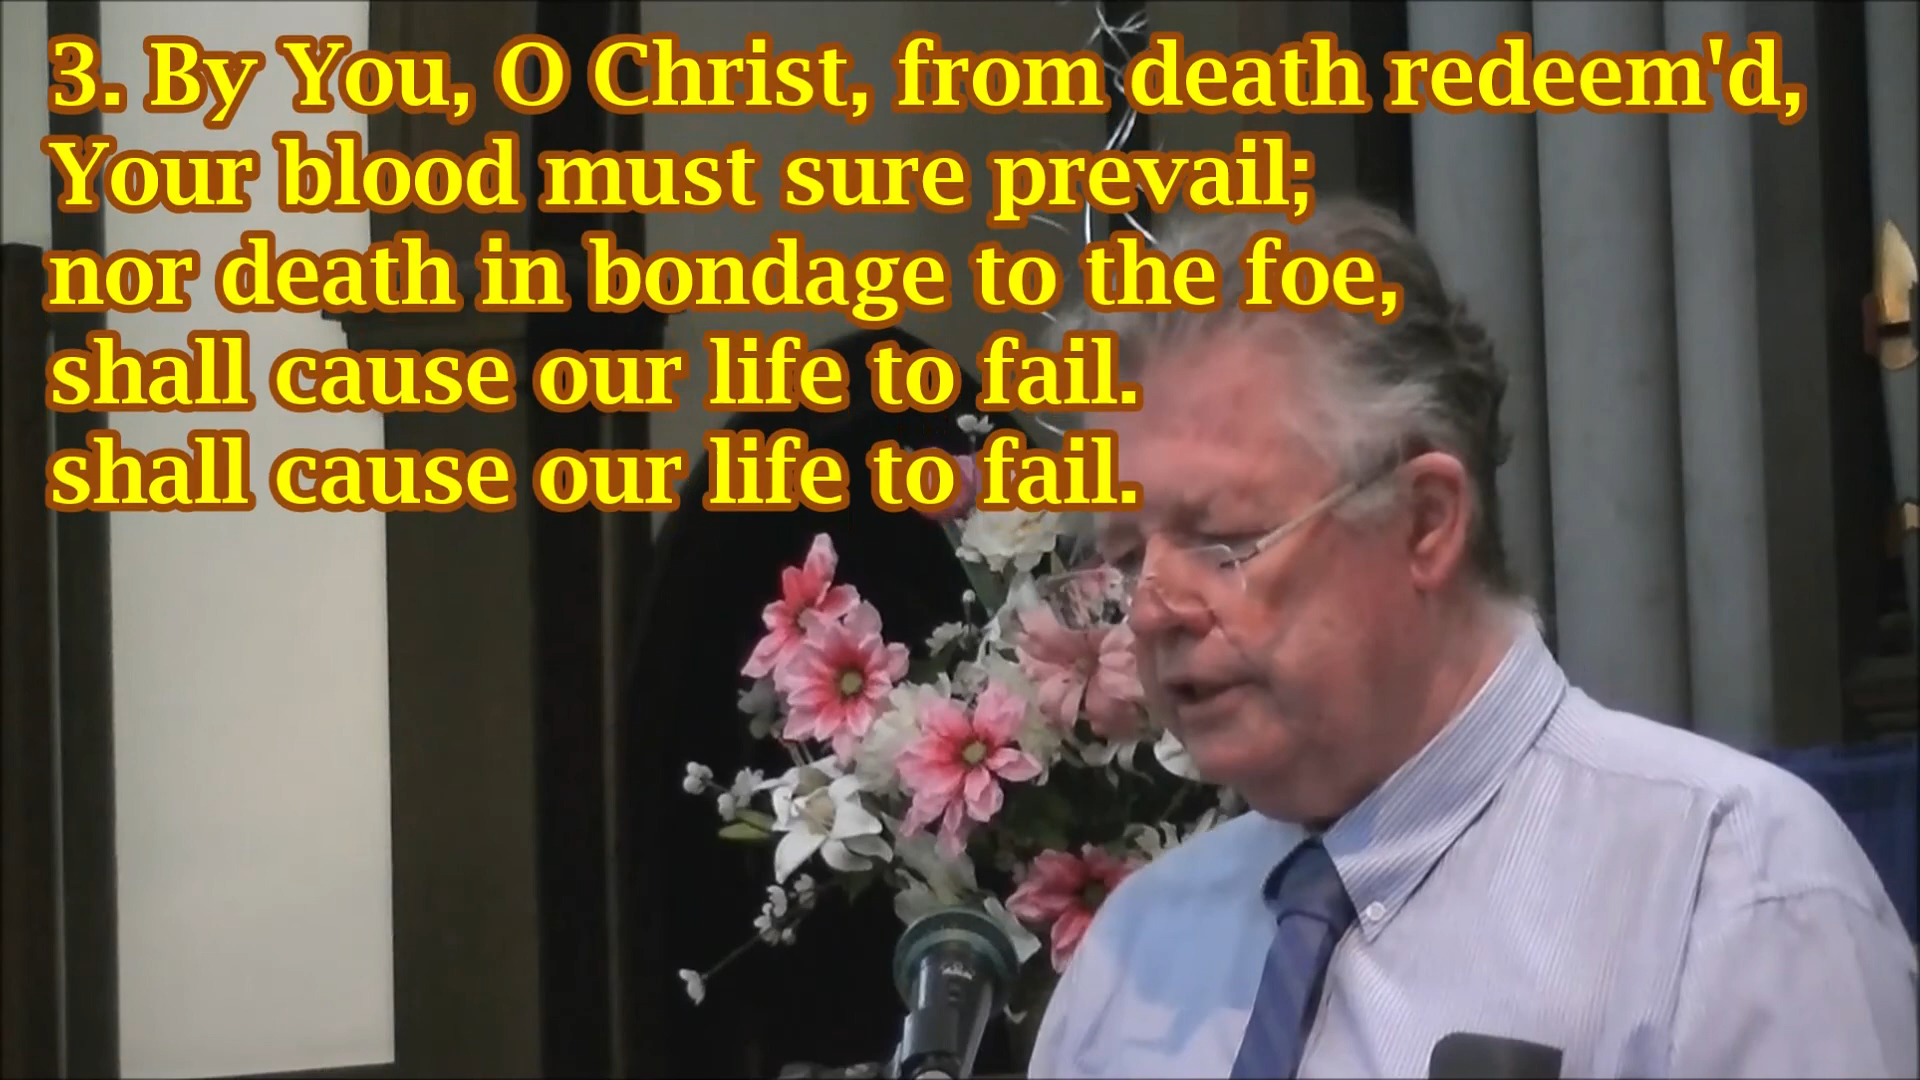 3. By You, O Christ, from death redeem'd,
Your blood must sure prevail;
nor death in bondage to the foe,
shall cause our life to fail.
shall cause our life to fail.